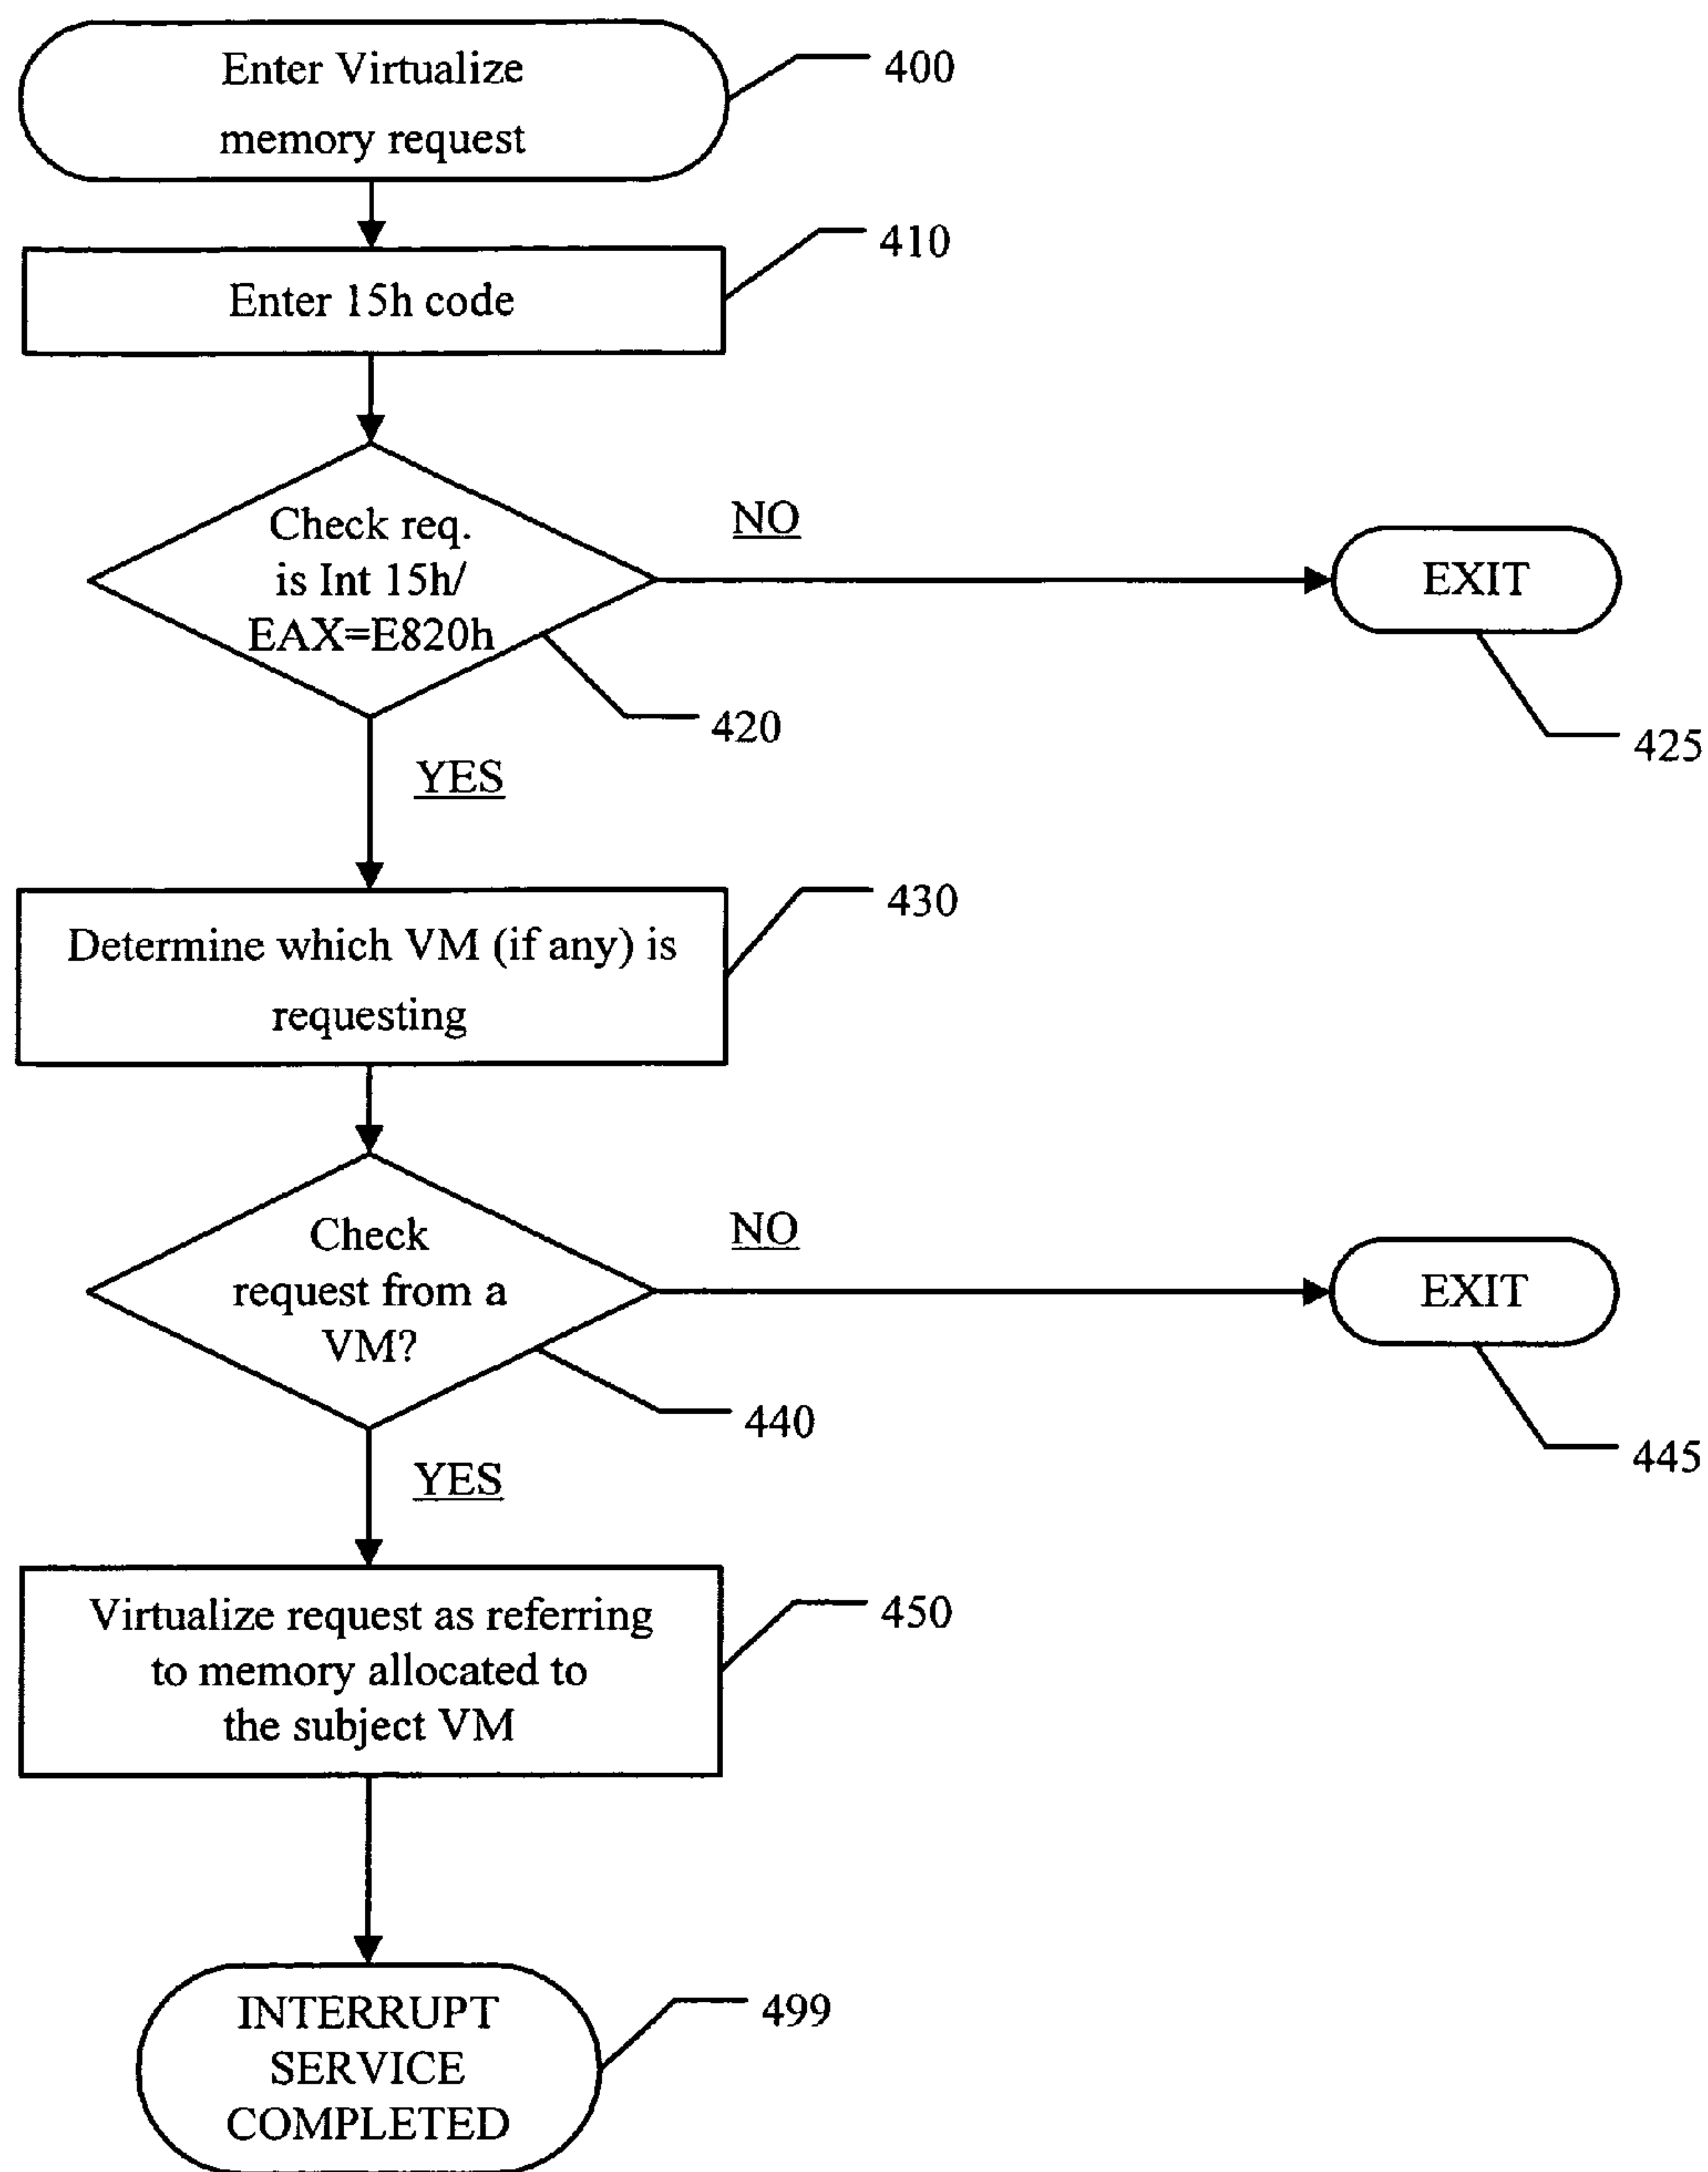 Enter Virtualize
memory request
400
Enter 15h code
410
Check req.
is Int 15h/
EAX=E820h
NO
EXIT
420
425
YES
Determine which VM (if any) is
requesting
430
Check
request from a
VM?
NO
EXIT
440
445
YES
Virtualize request as referring
to memory allocated to
the subject VM
450
INTERRUPT
SERVICE
COMPLETED
499